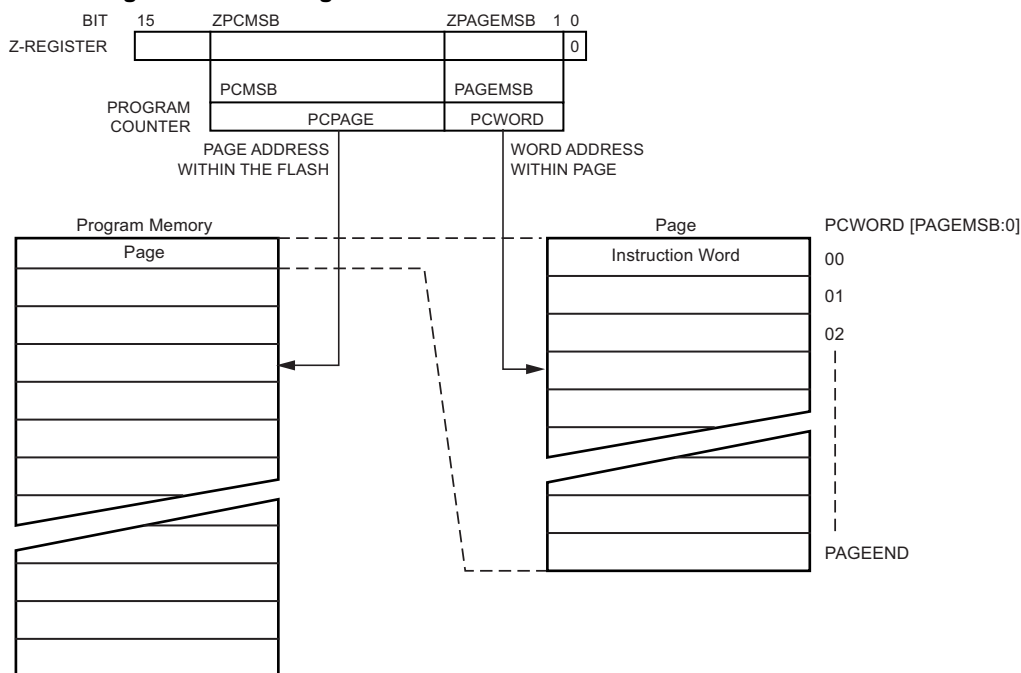 BIT 15 ZPCMSB ZPAGEMSB 1 0
Z-REGISTER 0
PCMSB PAGEMSB
PROGRAM
COUNTER
PCPAGE PCWORD
PAGE ADDRESS
WITHIN THE FLASH
WORD ADDRESS
WITHIN PAGE
Program Memory Page PCWORD [PAGEMSB:0]
Page Instruction Word 00
01
02
PAGEEND